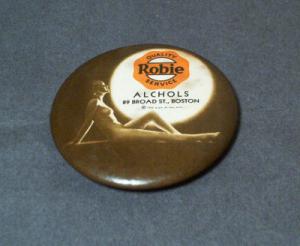 QUALITY
Robie
SERVICE
ALCHOLS
89 BROAD ST., BOSTON